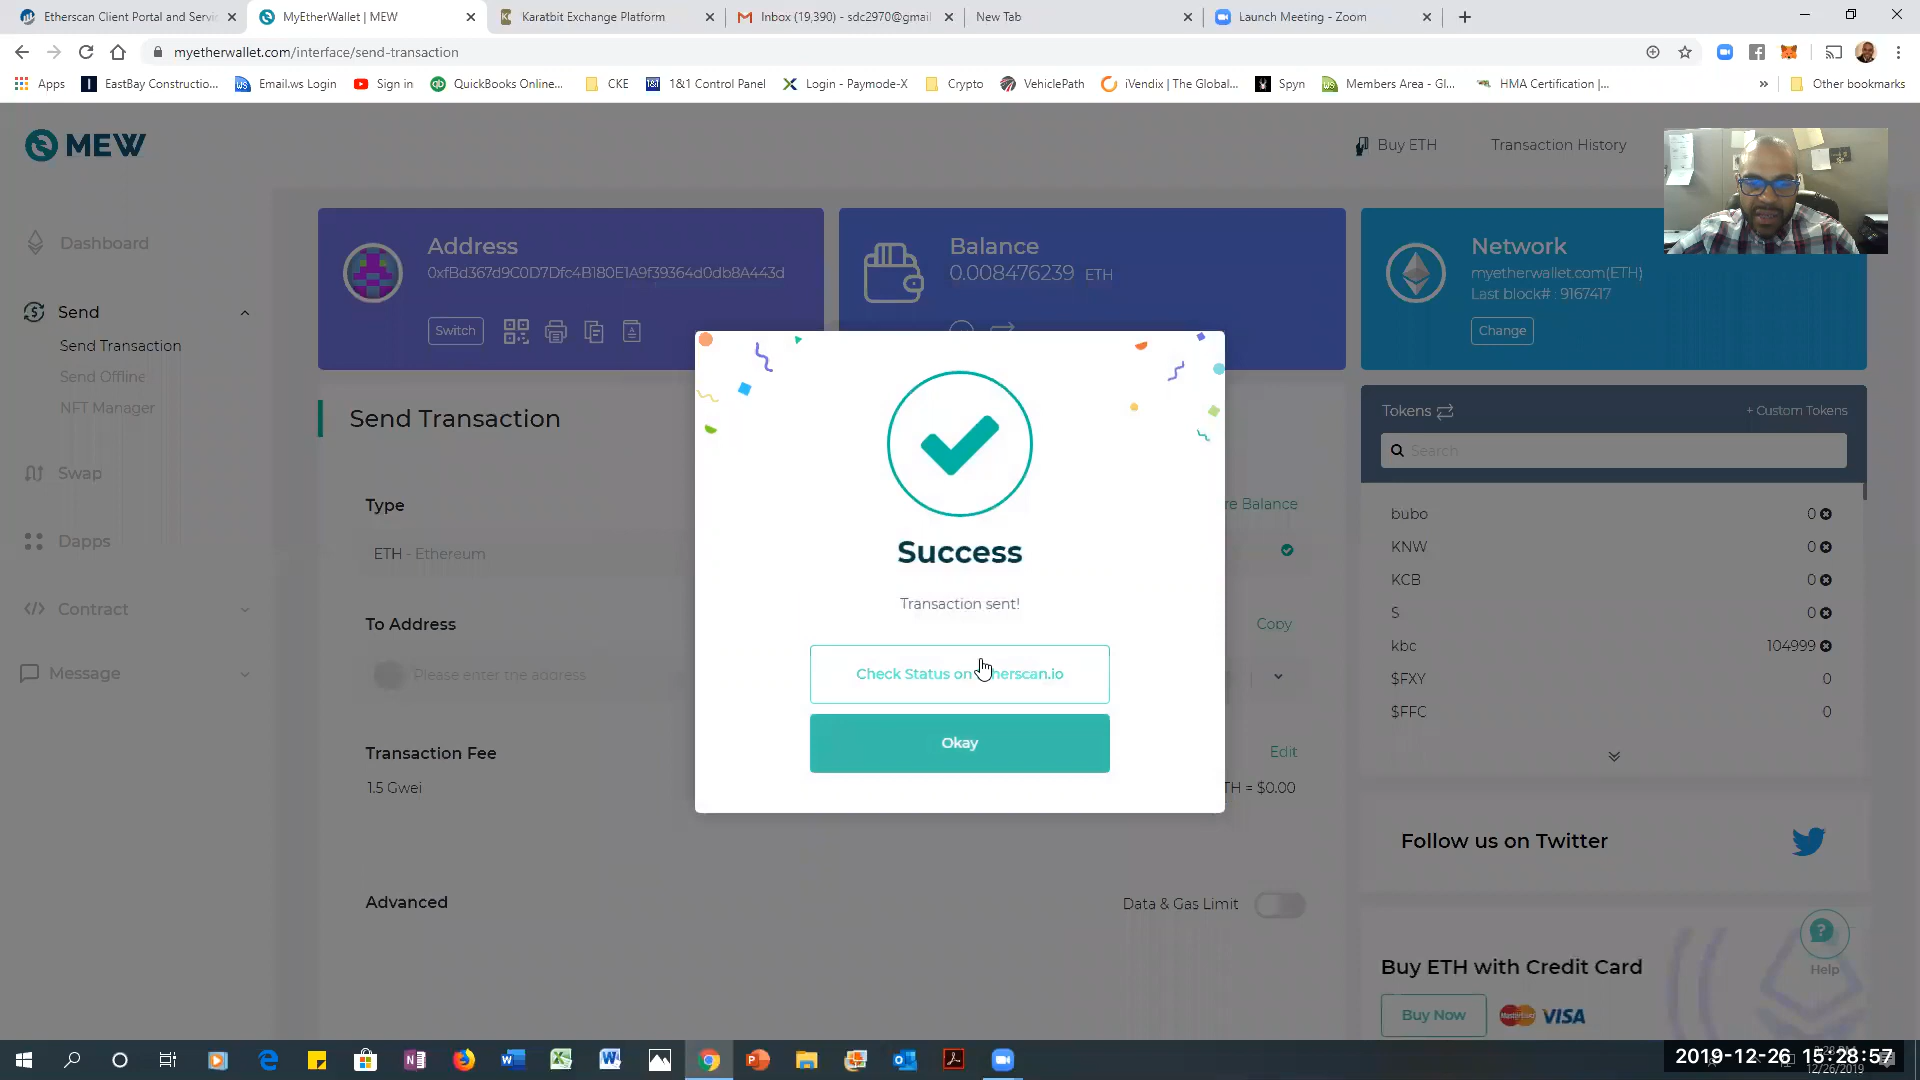 Etherscan Client Portal and Servi
MyEtherWallet | MEW
Karatbit Exchange Platform
Inbox (19,390) - sdc2970@gmail
New Tab
Launch Meeting - Zoom
myetherwallet.com/interface/send-transaction
Apps
EastBay Constructio...
Email.ws Login
Sign in
QuickBooks Online...
CKE
1&1 Control Panel
Login - Paymode-X
Crypto
VehiclePath
iVendix | The Global...
Spyn
Members Area - Gl...
HMA Certification |...
Other bookmarks
MEW
Buy ETH
Transaction History
Dashboard
Send
Send Transaction
Send Offline
NFT Manager
Swap
Dapps
Contract
Message
Address
0xfBd367d9C0D7Dfc4B180E1A9f39364d0db8A443d
Switch
Balance
0.008476239 ETH
Network
myetherwallet.com(ETH)
Last block# : 9167417
Change
Send Transaction
Type
re Balance
ETH - Ethereum
To Address
Copy
Please enter the address
Transaction Fee
Edit
1.5 Gwei
TH = $0.00
Advanced
Data & Gas Limit
Success
Transaction sent!
Check Status on herscan.io
Okay
Tokens
+ Custom Tokens
Search
bubo 0
KNW 0
KCB 0
S 0
kbc 104999
$FXY 0
$FFC 0
Follow us on Twitter
Buy ETH with Credit Card
Buy Now
MasterCard VISA
Help
2019-12-26 15:28:57
12/26/2019